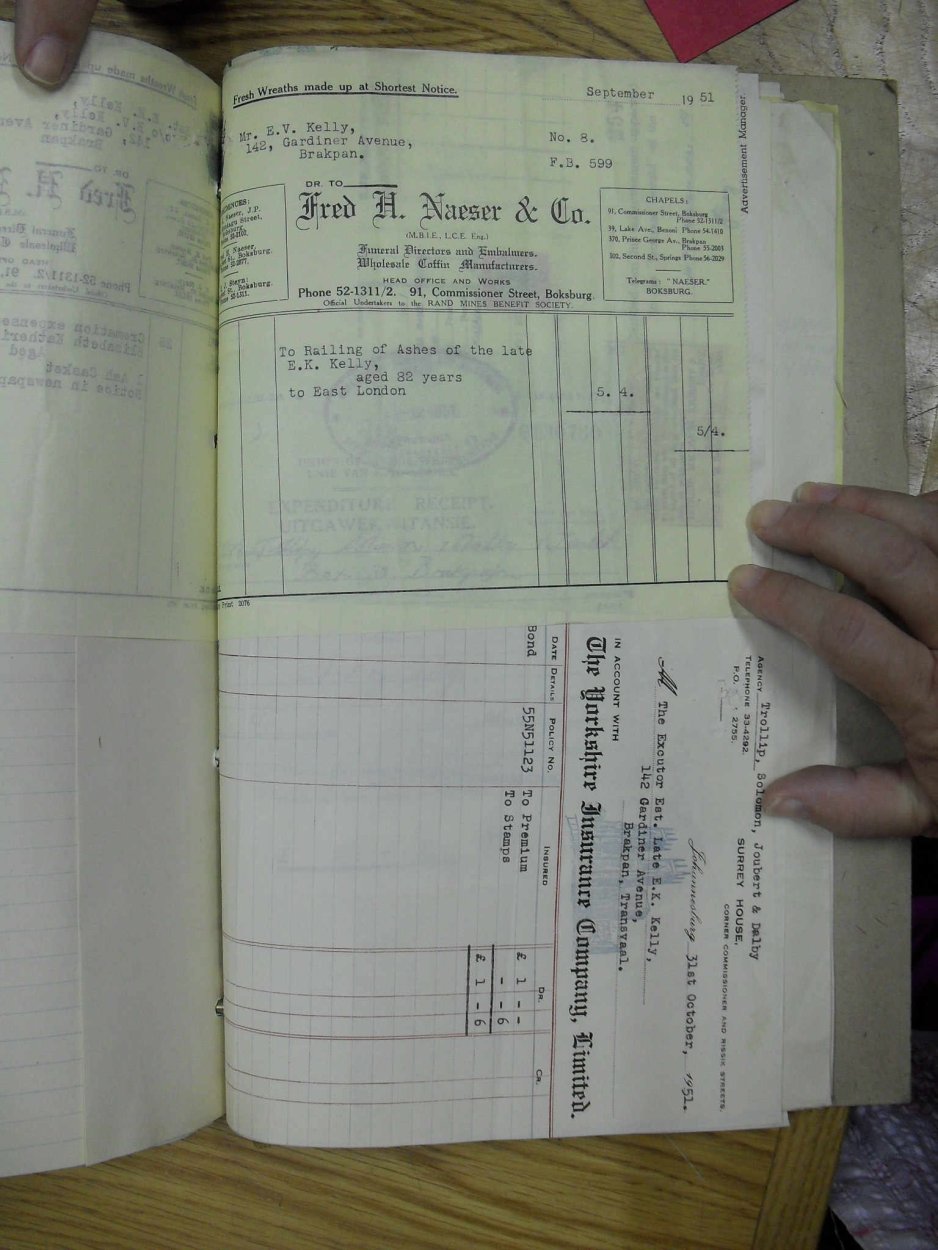 Fresh Wreaths made up at Shortest Notice.
September 1951
Mr. E.V. Kelly,
142, Gardiner Avenue,
Brakpan.
No. 8.
F.B. 599
DR. TO
Fred H. Naeser & Co.
(M.B.I.E., L.C.E. Eng.)
Funeral Directors and Embalmers.
Wholesale Coffin Manufacturers.
HEAD OFFICE AND WORKS
Phone 52-1311/2. 91, Commissioner Street, Boksburg.
Official Undertakers to the RAND MINES BENEFIT SOCIETY.
CHAPELS:
91, Commissioner Street, Boksburg
Phone 52-1311/2
39, Lake Ave., Benoni Phone 54-1410
370, Prince George Av., Brakpan
Phone 55-2003
102, Second St., Springs Phone 56-2029
Telegrams: "NAESER."
BOKSBURG.
Advertisement Manager.
To Railing of Ashes of the late
E.K. Kelly,
aged 82 years
to East London 5. 4.
5/4.
EXPENDITURE RECEIPT.
Print 2076
AGENCY Trollip, Solomon, Joubert & Dalby
TELEPHONE 33-4292.
P.O. 2755.
SURREY HOUSE,
CORNER COMMISSIONER AND RISSIK STREETS,
Johannesburg 31st October, 1951.
M The Excutor Est. Late E.K. Kelly,
142 Gardiner Avenue,
Brakpan, Transvaal.
IN ACCOUNT WITH
The Yorkshire Insurance Company, Limited.
DATE DETAILS POLICY NO. INSURED DR. CR.
Bond 55N51123 To Premium £ 1 - -
To Stamps - - 6
£ 1 - 6